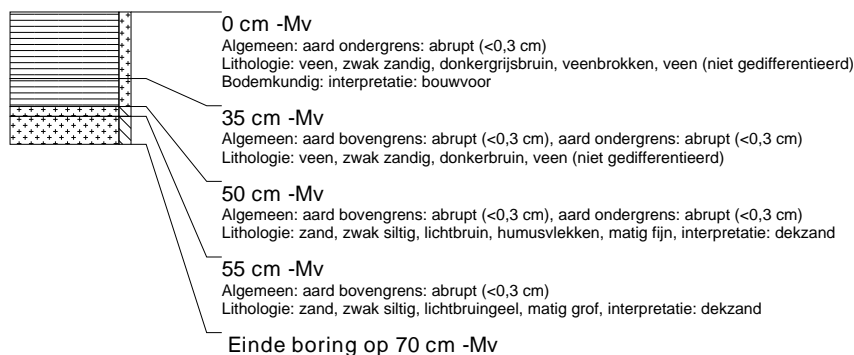 0 cm -Mv
Algemeen: aard ondergrens: abrupt (<0,3 cm)
Lithologie: veen, zwak zandig, donkergrijsbruin, veenbrokken, veen (niet gedifferentieerd)
Bodemkundig: interpretatie: bouwvoor
35 cm -Mv
Algemeen: aard bovengrens: abrupt (<0,3 cm), aard ondergrens: abrupt (<0,3 cm)
Lithologie: veen, zwak zandig, donkerbruin, veen (niet gedifferentieerd)
50 cm -Mv
Algemeen: aard bovengrens: abrupt (<0,3 cm), aard ondergrens: abrupt (<0,3 cm)
Lithologie: zand, zwak siltig, lichtbruin, humusvlekken, matig fijn, interpretatie: dekzand
55 cm -Mv
Algemeen: aard bovengrens: abrupt (<0,3 cm)
Lithologie: zand, zwak siltig, lichtbruingeel, matig grof, interpretatie: dekzand
Einde boring op 70 cm -Mv